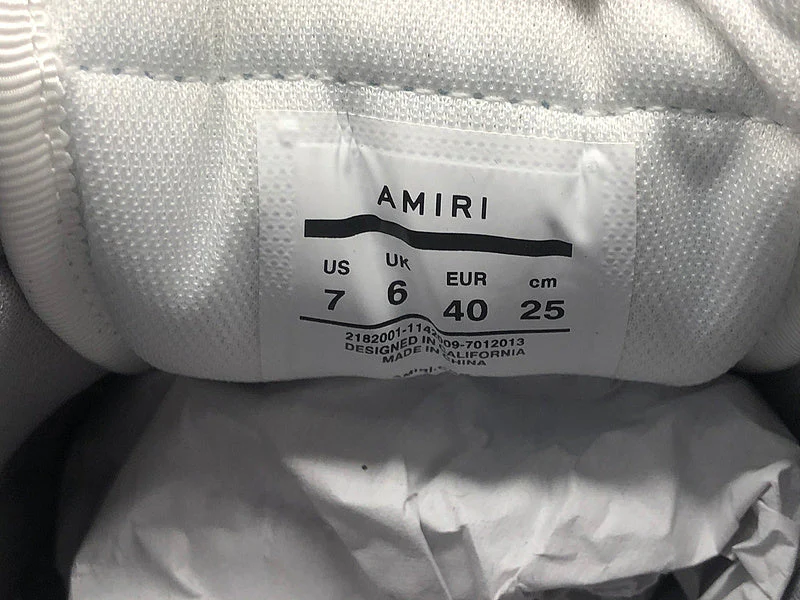 AMIRI
US UK EUR cm
7 6 40 25
DESIGNED IN CALIFORNIA
MADE IN CHINA